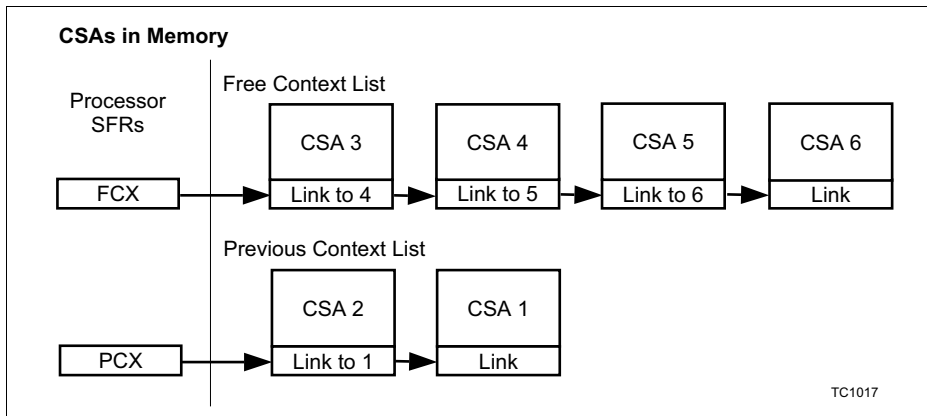 CSAs in Memory
Processor
SFRs
Free Context List
CSA 3
CSA 4
CSA 5
CSA 6
FCX
Link to 4
Link to 5
Link to 6
Link
Previous Context List
CSA 2
CSA 1
PCX
Link to 1
Link
TC1017